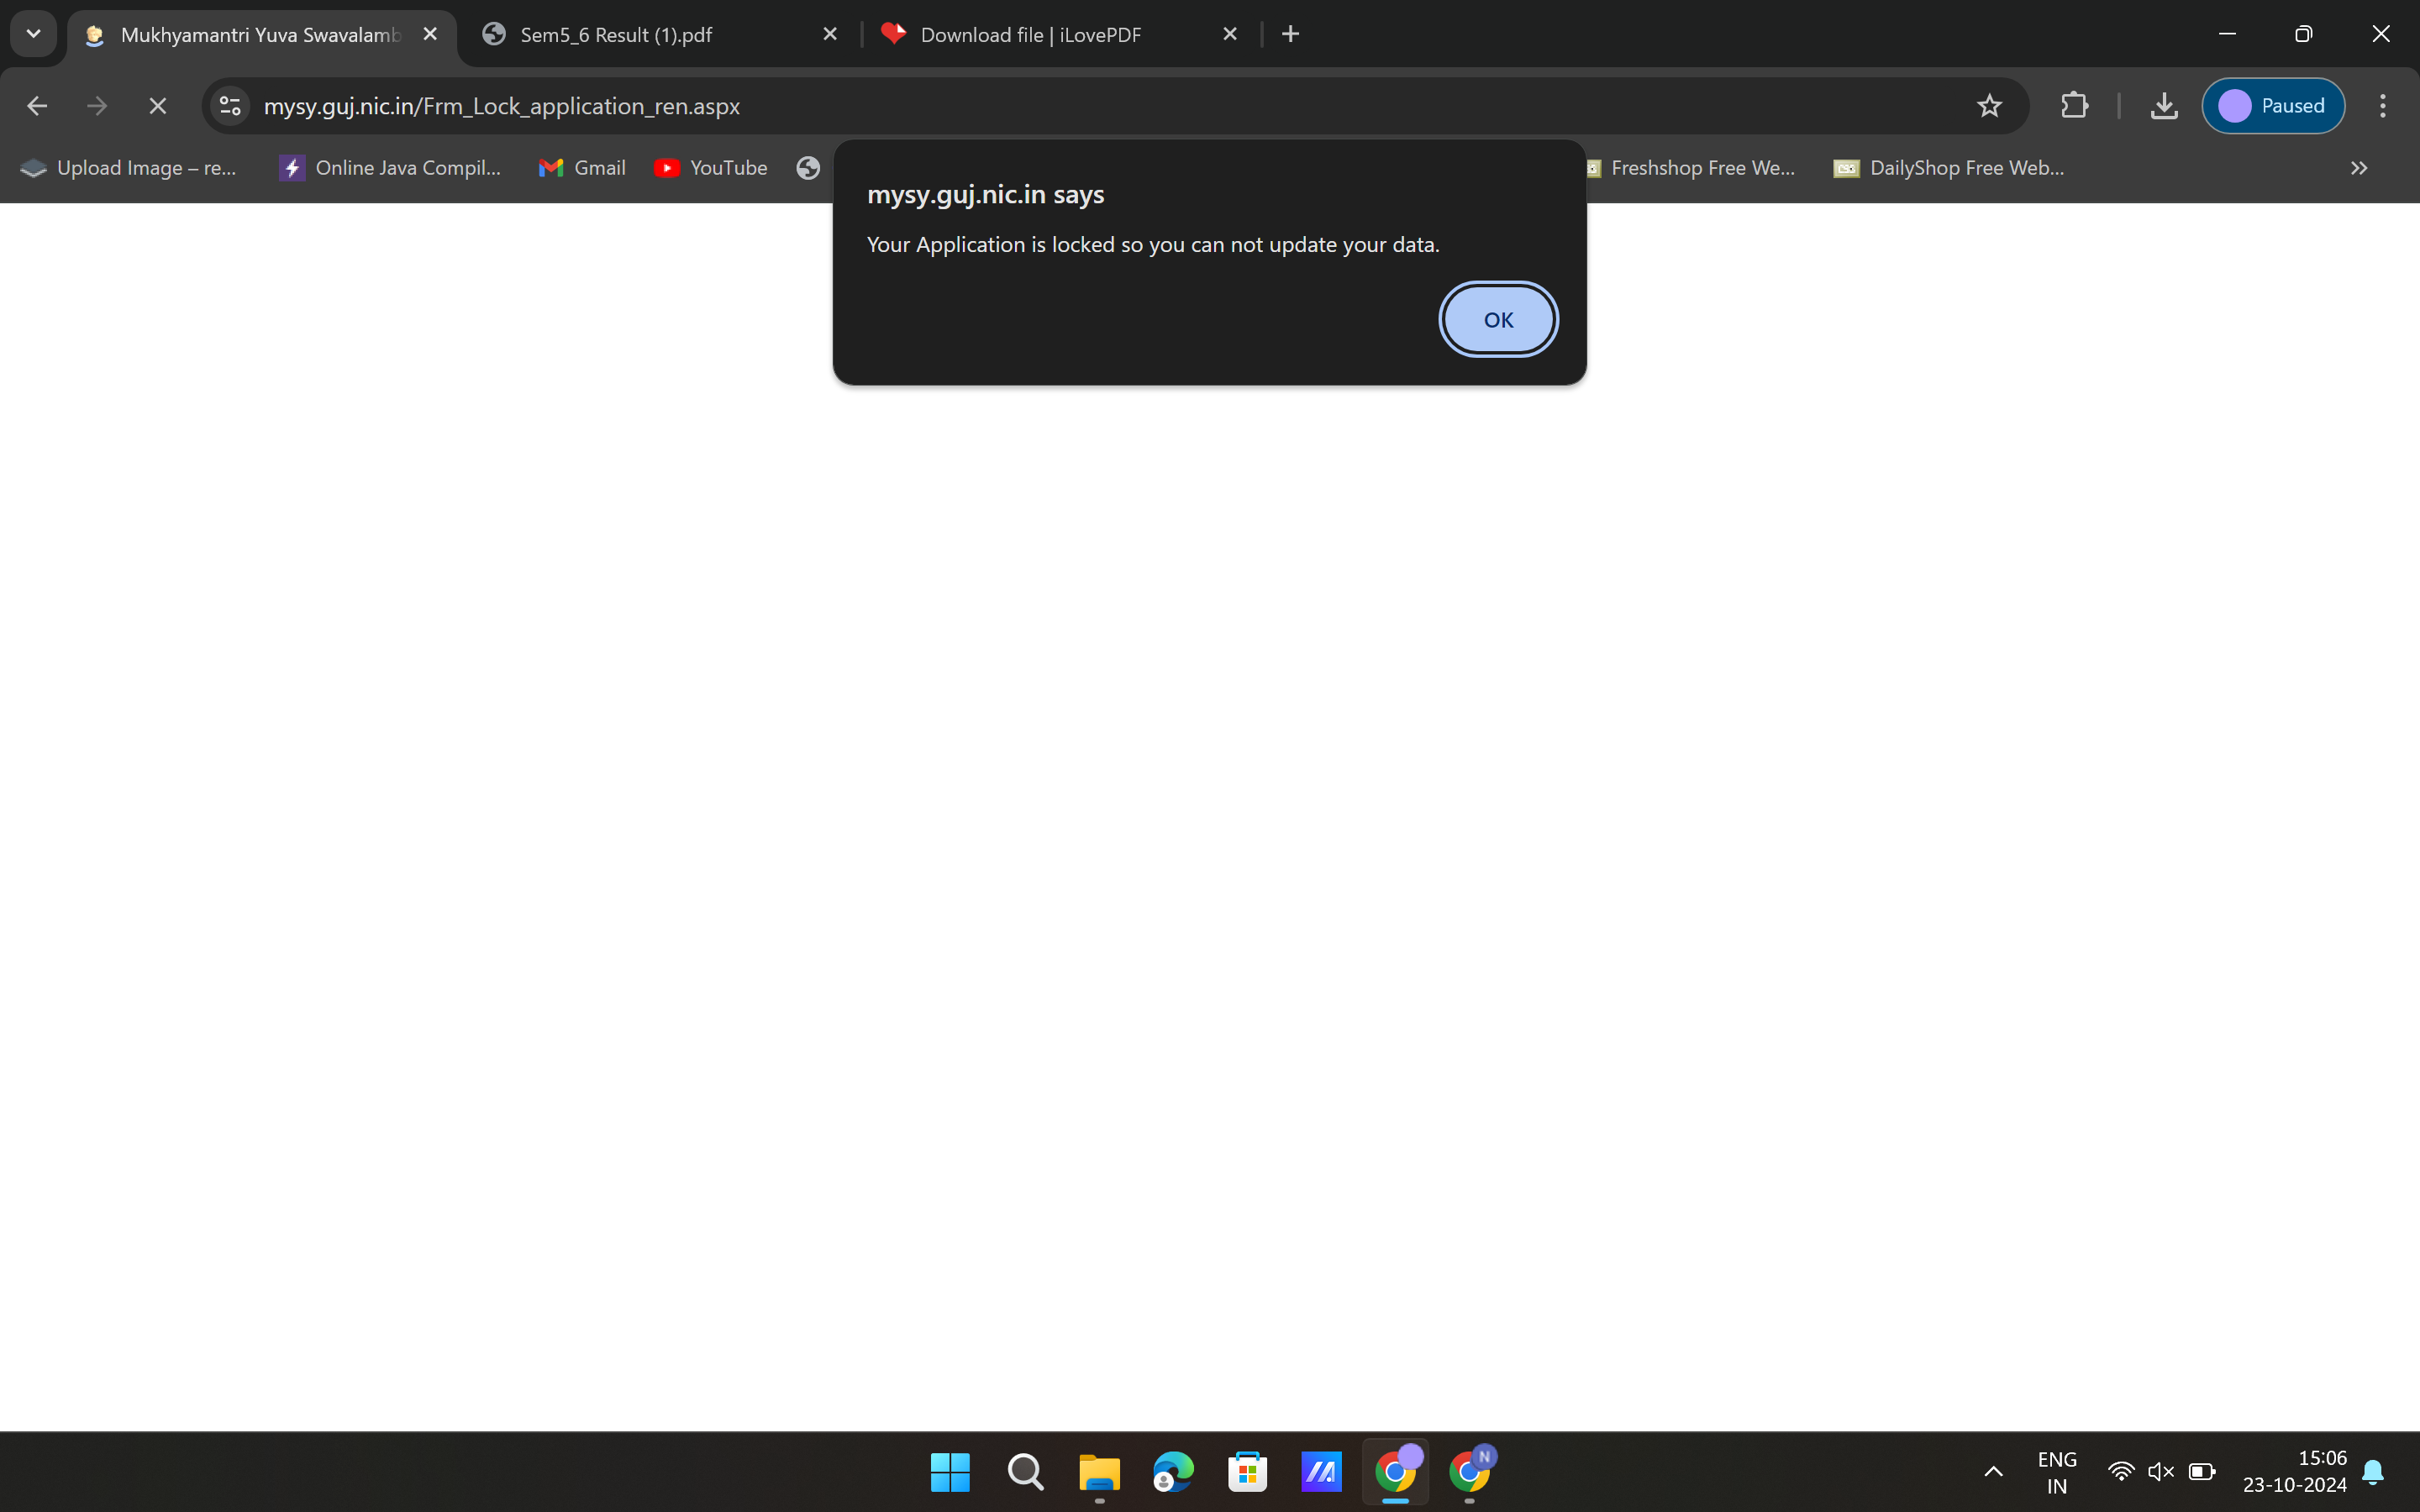 Mukhyamantri Yuva Swavalamb
Sem5_6 Result (1).pdf
Download file | iLovePDF
mysy.guj.nic.in/Frm_Lock_application_ren.aspx
Paused
Upload Image – re...
Online Java Compil...
Gmail
YouTube
Freshshop Free We...
DailyShop Free Web...
mysy.guj.nic.in says
Your Application is locked so you can not update your data.
OK
N
ENG
IN
15:06
23-10-2024